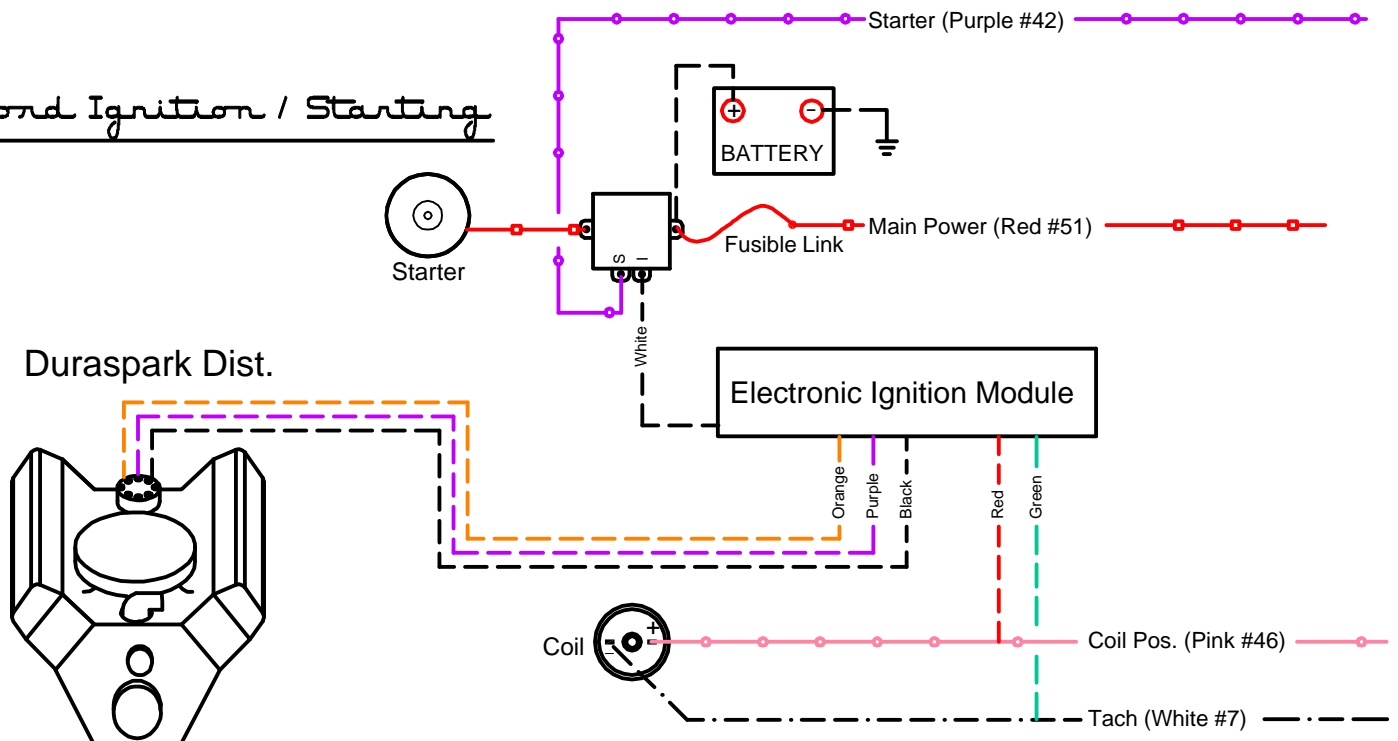 Starter (Purple #42)
ord Ignition / Starting
+
-
BATTERY
Main Power (Red #51)
Fusible Link
Starter
S
I
White
Duraspark Dist.
Electronic Ignition Module
Orange
Purple
Black
Red
Green
Coil
+
-
Coil Pos. (Pink #46)
Tach (White #7)